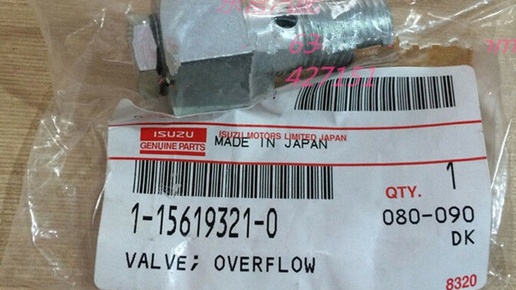 427151
ISUZU
GENUINE PARTS
ISUZU MOTORS LIMITED JAPAN
MADE IN JAPAN
1-15619321-0
QTY. 1
080-090
DK
VALVE; OVERFLOW
8320